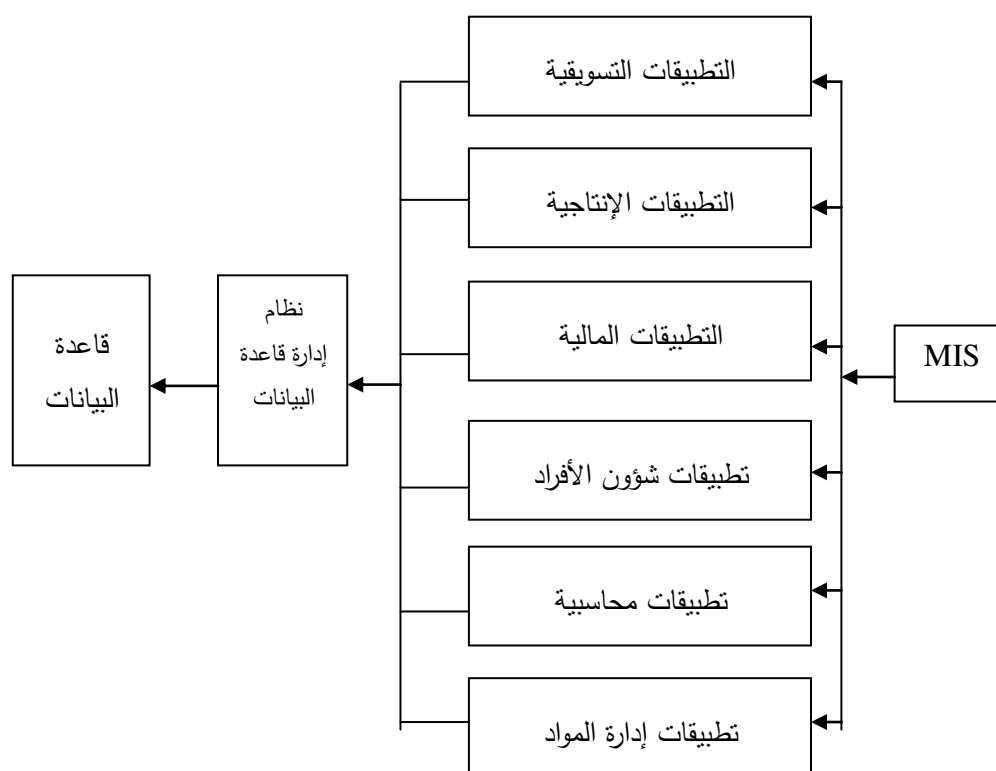 MIS
التطبيقات التسويقية
التطبيقات الإنتاجية
التطبيقات المالية
تطبيقات شؤون الأفراد
تطبيقات محاسبية
تطبيقات إدارة المواد
نظام
إدارة قاعدة
البيانات
قاعدة
البيانات